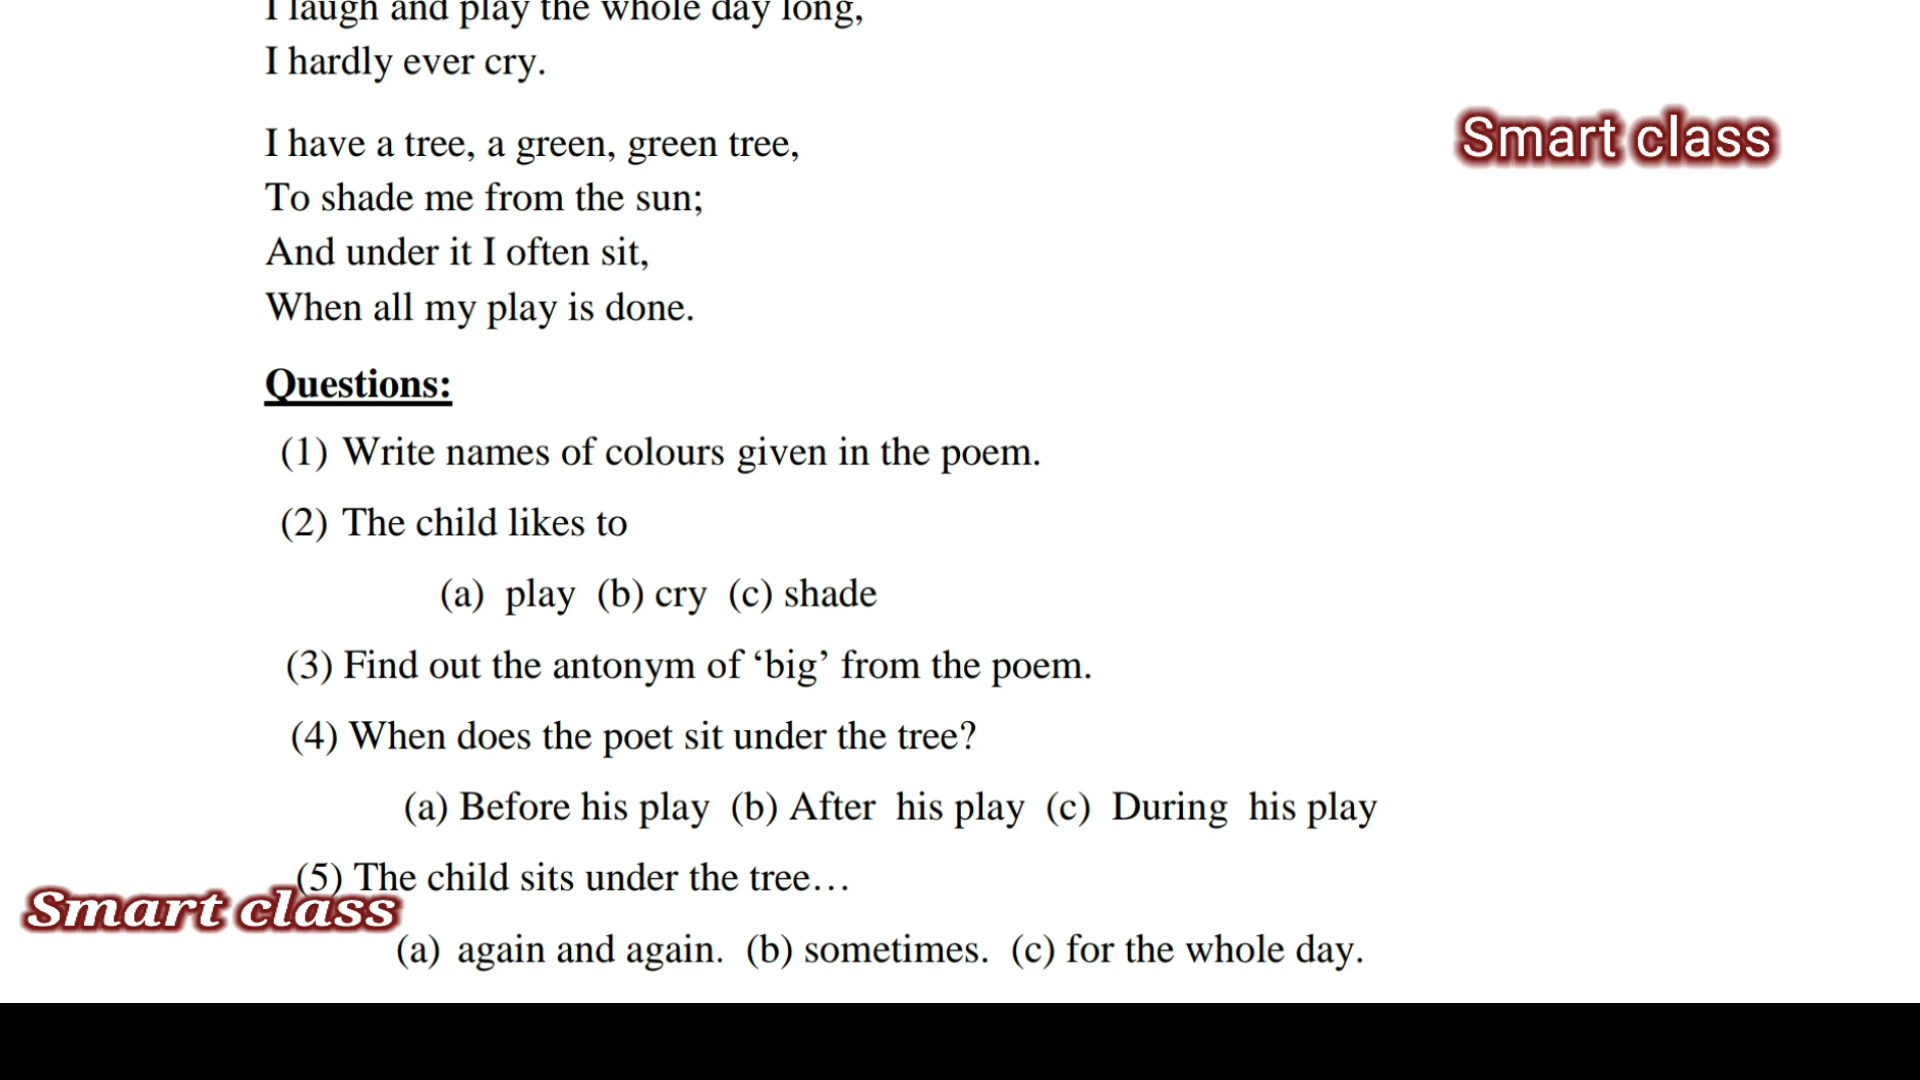 I laugh and play the whole day long,
I hardly ever cry.
Smart class
I have a tree, a green, green tree,
To shade me from the sun;
And under it I often sit,
When all my play is done.
Questions:
(1) Write names of colours given in the poem.
(2) The child likes to
(a) play (b) cry (c) shade
(3) Find out the antonym of ‘big’ from the poem.
(4) When does the poet sit under the tree?
(a) Before his play (b) After his play (c) During his play
(5) The child sits under the tree…
Smart class
(a) again and again. (b) sometimes. (c) for the whole day.